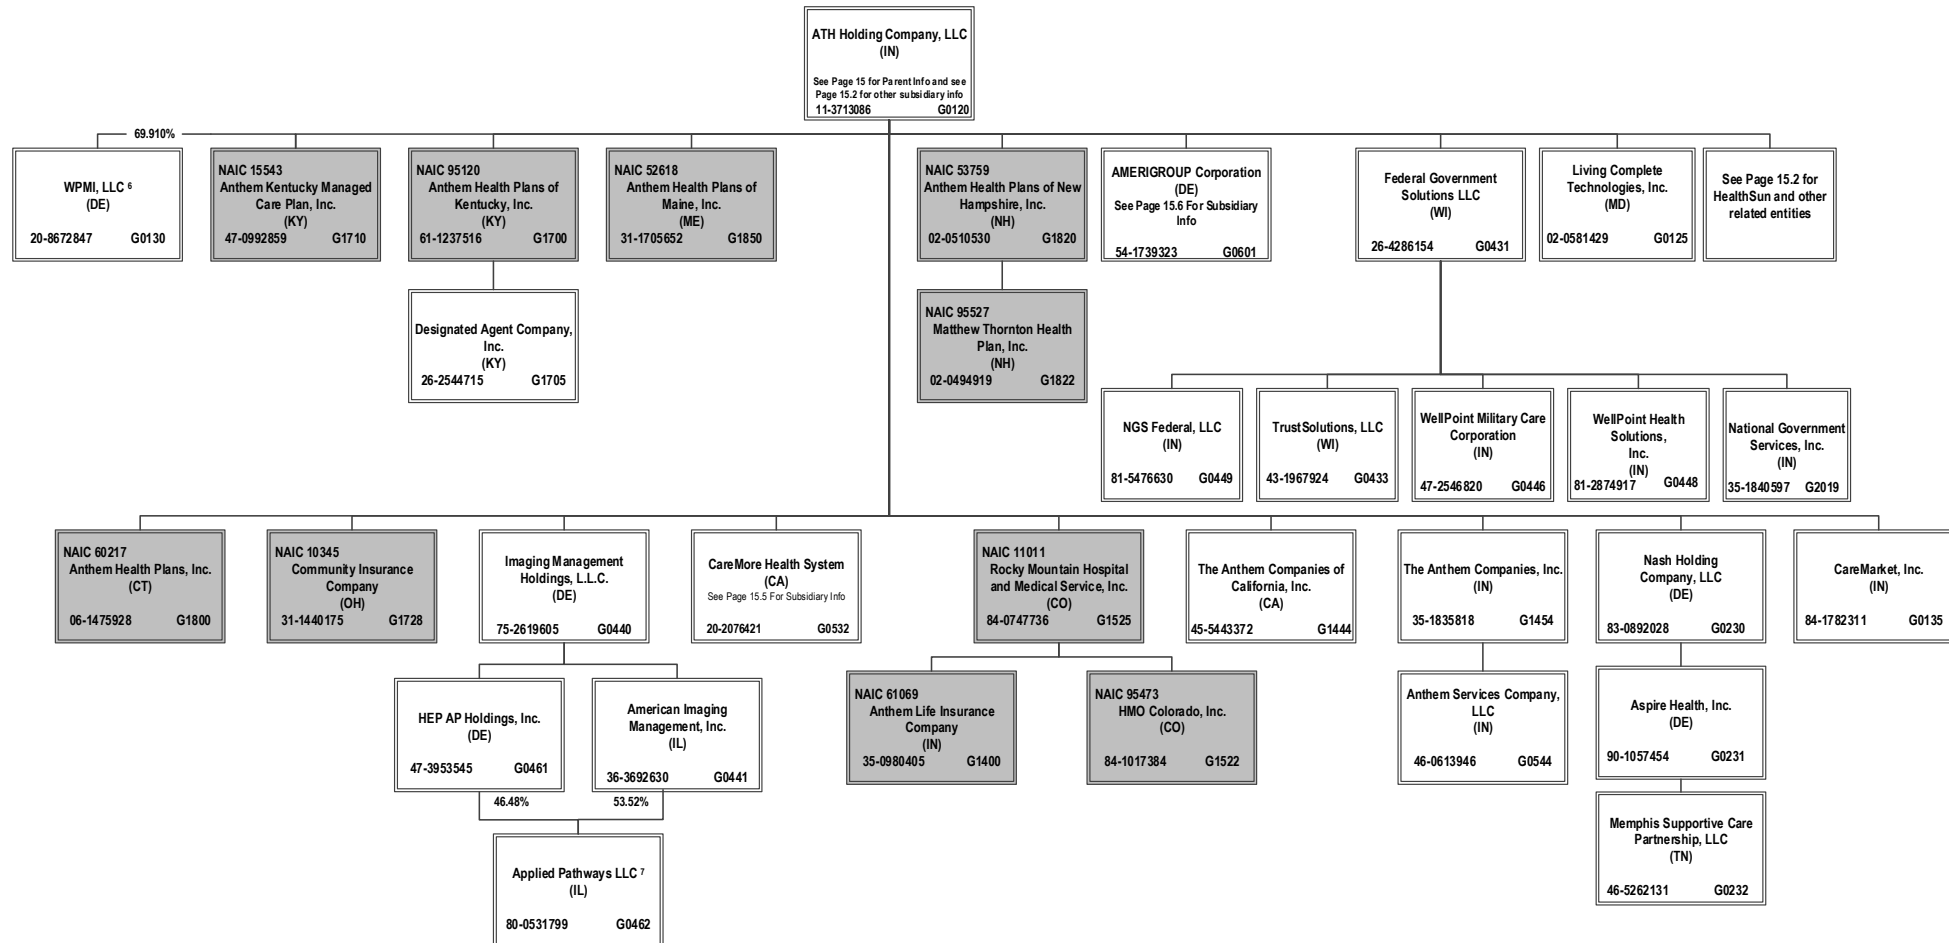 ATH Holding Company, LLC
(IN)
See Page 15 for Parent Info and see
Page 15.2 for other subsidiary info
11-3713086 G0120
69.910%
WPMI, LLC ⁶
(DE)
20-8672847 G0130
NAIC 15543
Anthem Kentucky Managed
Care Plan, Inc.
(KY)
47-0992859 G1710
NAIC 95120
Anthem Health Plans of
Kentucky, Inc.
(KY)
61-1237516 G1700
NAIC 52618
Anthem Health Plans of
Maine, Inc.
(ME)
31-1705652 G1850
NAIC 53759
Anthem Health Plans of New
Hampshire, Inc.
(NH)
02-0510530 G1820
AMERIGROUP Corporation
(DE)
See Page 15.6 For Subsidiary
Info
54-1739323 G0601
Federal Government
Solutions LLC
(WI)
26-4286154 G0431
Living Complete
Technologies, Inc.
(MD)
02-0581429 G0125
See Page 15.2 for
HealthSun and other
related entities
Designated Agent Company,
Inc.
(KY)
26-2544715 G1705
NAIC 95527
Matthew Thornton Health
Plan, Inc.
(NH)
02-0494919 G1822
NGS Federal, LLC
(IN)
81-5476630 G0449
TrustSolutions, LLC
(WI)
43-1967924 G0433
WellPoint Military Care
Corporation
(IN)
47-2546820 G0446
WellPoint Health
Solutions,
Inc.
(IN)
81-2874917 G0448
National Government
Services, Inc.
(IN)
35-1840597 G2019
NAIC 60217
Anthem Health Plans, Inc.
(CT)
06-1475928 G1800
NAIC 10345
Community Insurance
Company
(OH)
31-1440175 G1728
Imaging Management
Holdings, L.L.C.
(DE)
75-2619605 G0440
CareMore Health System
(CA)
See Page 15.5 For Subsidiary Info
20-2076421 G0532
NAIC 11011
Rocky Mountain Hospital
and Medical Service, Inc.
(CO)
84-0747736 G1525
The Anthem Companies of
California, Inc.
(CA)
45-5443372 G1444
The Anthem Companies, Inc.
(IN)
35-1835818 G1454
Nash Holding
Company, LLC
(DE)
83-0892028 G0230
CareMarket, Inc.
(IN)
84-1782311 G0135
HEP AP Holdings, Inc.
(DE)
47-3953545 G0461
American Imaging
Management, Inc.
(IL)
36-3692630 G0441
NAIC 61069
Anthem Life Insurance
Company
(IN)
35-0980405 G1400
NAIC 95473
HMO Colorado, Inc.
(CO)
84-1017384 G1522
Anthem Services Company,
LLC
(IN)
46-0613946 G0544
Aspire Health, Inc.
(DE)
90-1057454 G0231
46.48% 53.52%
Applied Pathways LLC ⁷
(IL)
80-0531799 G0462
Memphis Supportive Care
Partnership, LLC
(TN)
46-5262131 G0232